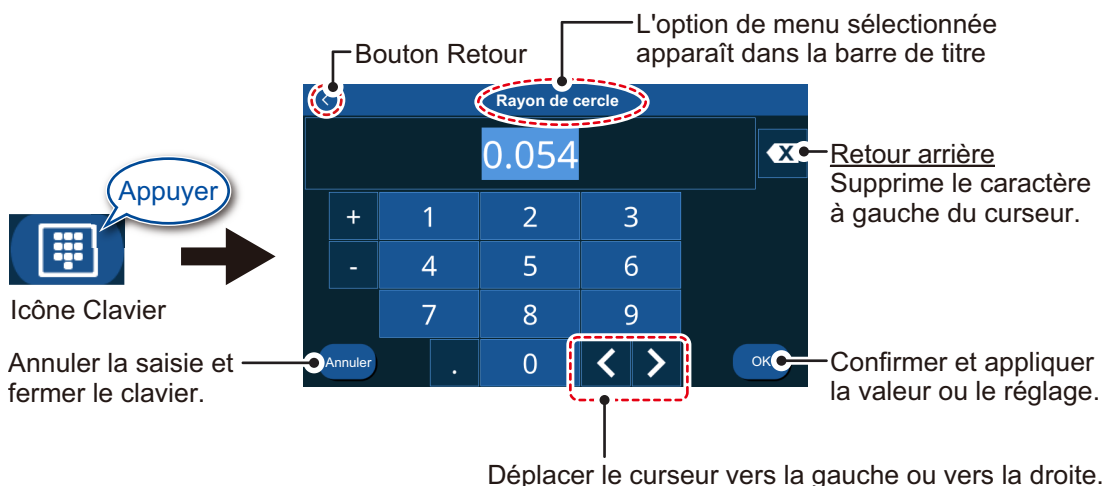 L'option de menu sélectionnée
apparaît dans la barre de titre
Bouton Retour
Rayon de cercle
0.054
X
Retour arrière
Supprime le caractère
à gauche du curseur.
Appuyer
+ 1 2 3
- 4 5 6
7 8 9
Icône Clavier
Annuler la saisie et
fermer le clavier.
Annuler . 0 < > OK
Confirmer et appliquer
la valeur ou le réglage.
Déplacer le curseur vers la gauche ou vers la droite.